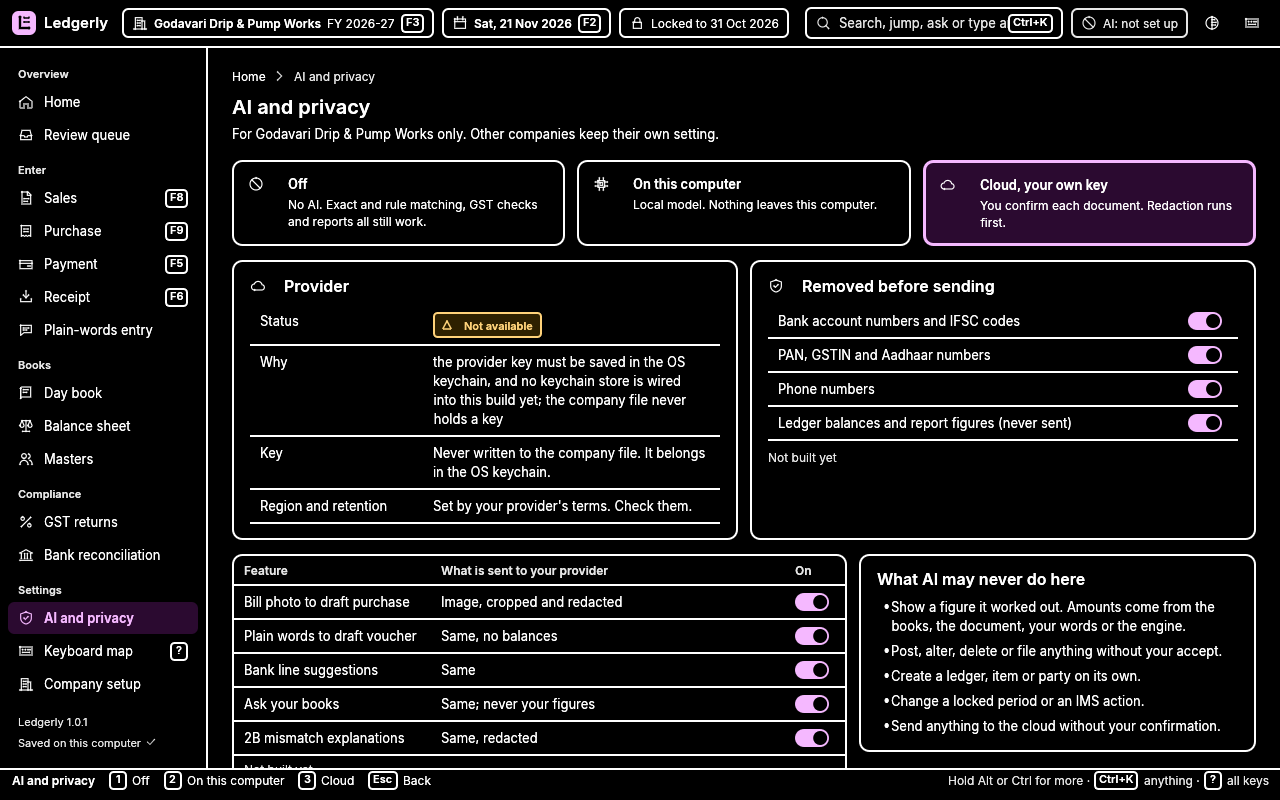 Ledgerly
Godavari Drip & Pump Works FY 2026-27 F3
Sat, 21 Nov 2026 F2
Locked to 31 Oct 2026
Search, jump, ask or type a Ctrl+K
AI: not set up
Overview
Home
Review queue
Enter
Sales F8
Purchase F9
Payment F5
Receipt F6
Plain-words entry
Books
Day book
Balance sheet
Masters
Compliance
GST returns
Bank reconciliation
Settings
AI and privacy
Keyboard map ?
Company setup
Ledgerly 1.0.1
Saved on this computer
Home AI and privacy
AI and privacy
For Godavari Drip & Pump Works only. Other companies keep their own setting.
Off
No AI. Exact and rule matching, GST checks
and reports all still work.
On this computer
Local model. Nothing leaves this computer.
Cloud, your own key
You confirm each document. Redaction runs
first.
Provider
Status Not available
Why the provider key must be saved in the OS
keychain, and no keychain store is wired
into this build yet; the company file never
holds a key
Key Never written to the company file. It belongs
in the OS keychain.
Region and retention Set by your provider's terms. Check them.
Removed before sending
Bank account numbers and IFSC codes
PAN, GSTIN and Aadhaar numbers
Phone numbers
Ledger balances and report figures (never sent)
Not built yet
Feature What is sent to your provider On
Bill photo to draft purchase Image, cropped and redacted
Plain words to draft voucher Same, no balances
Bank line suggestions Same
Ask your books Same; never your figures
2B mismatch explanations Same, redacted
What AI may never do here
•Show a figure it worked out. Amounts come from the
books, the document, your words or the engine.
•Post, alter, delete or file anything without your accept.
•Create a ledger, item or party on its own.
•Change a locked period or an IMS action.
•Send anything to the cloud without your confirmation.
AI and privacy 1 Off 2 On this computer 3 Cloud Esc Back
Hold Alt or Ctrl for more · Ctrl+K anything · ? all keys